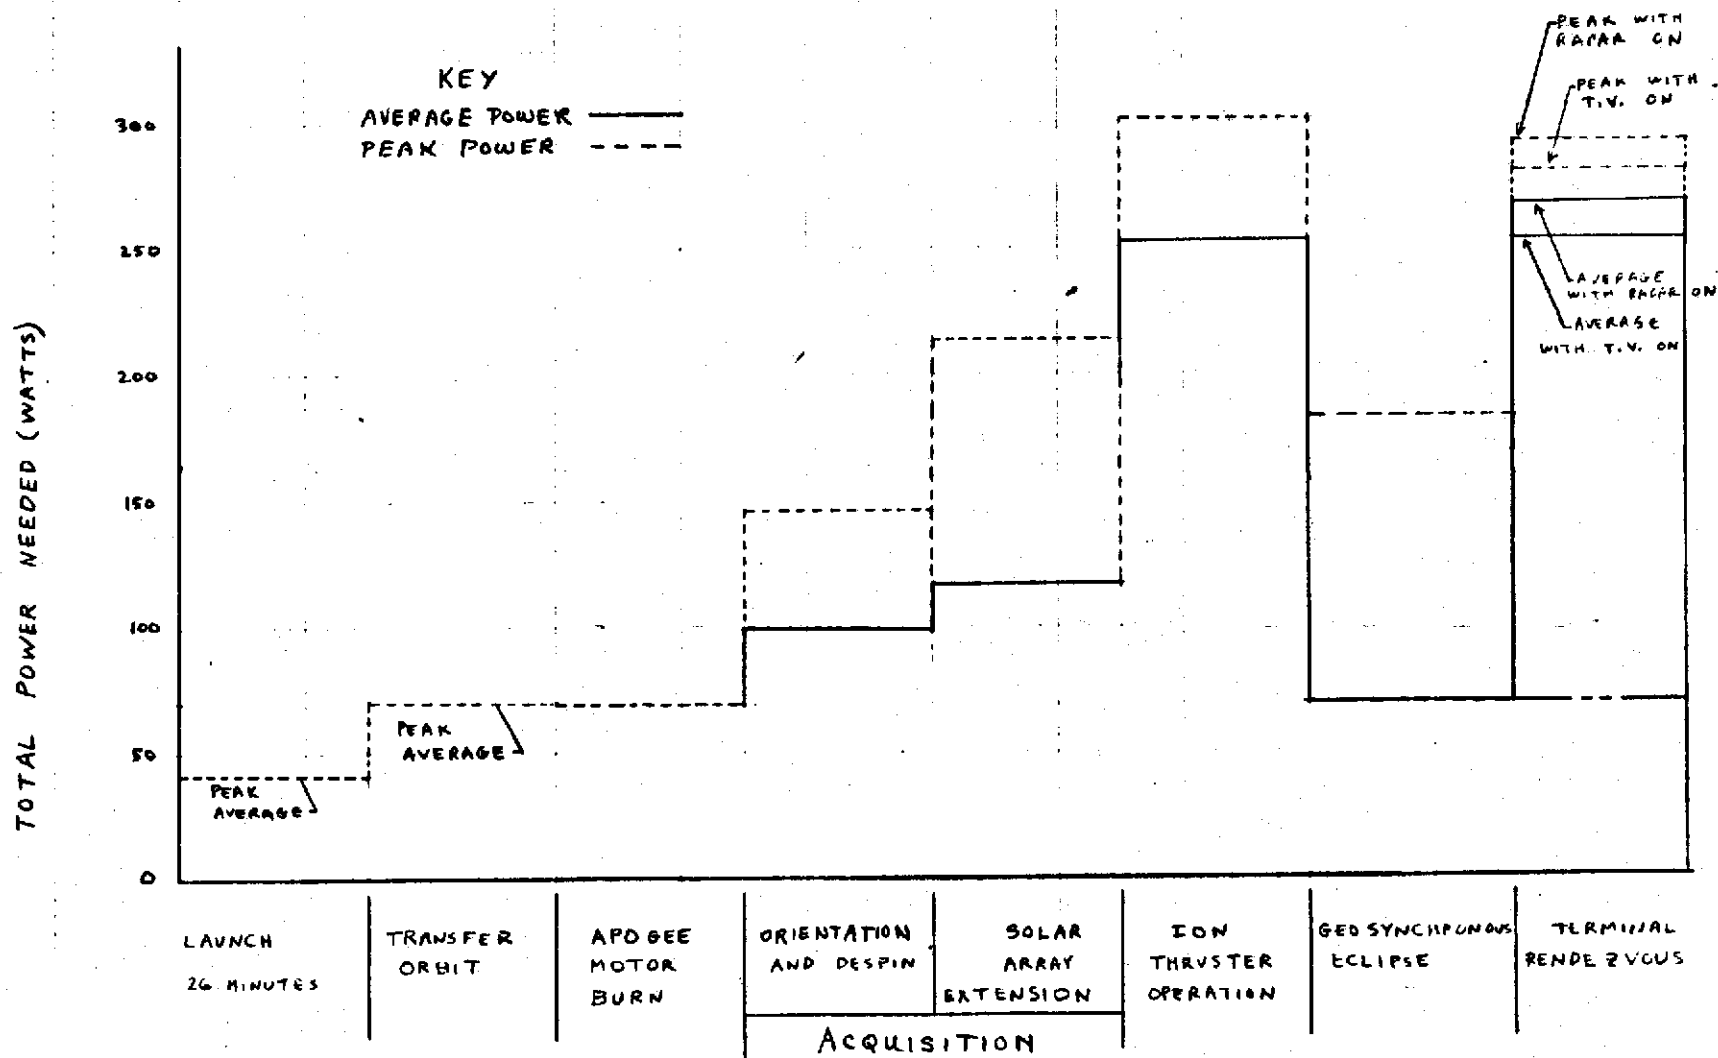 PEAK WITH
RADAR ON
PEAK WITH
T.V. ON
KEY
AVERAGE POWER
PEAK POWER
TOTAL POWER NEEDED (WATTS)
300
250
200
150
100
50
0
AVERAGE
WITH RADAR ON
AVERAGE
WITH T.V. ON
PEAK
AVERAGE
PEAK
AVERAGE
LAUNCH
26 MINUTES
TRANSFER
ORBIT
APOGEE
MOTOR
BURN
ORIENTATION
AND DESPIN
SOLAR
ARRAY
EXTENSION
ACQUISITION
ION
THRUSTER
OPERATION
GEOSYNCHRONOUS
ECLIPSE
TERMINAL
RENDEZVOUS